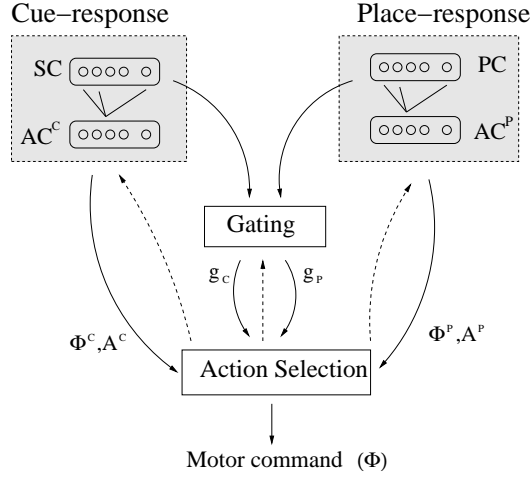 Cue−response
Place−response
SC
PC
AC^C
AC^P
Gating
g_C
g_P
Φ^C,A^C
Φ^P,A^P
Action Selection
Motor command (Φ)